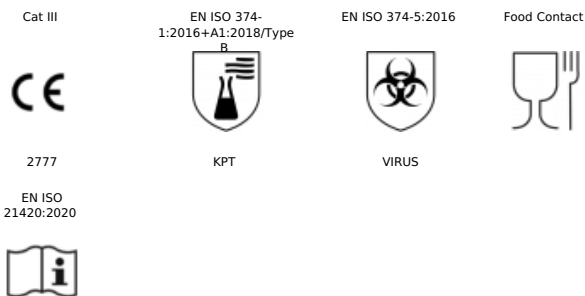 Cat III
EN ISO 374-
1:2016+A1:2018/Type
B
EN ISO 374-5:2016
Food Contact
CE
2777
KPT
VIRUS
EN ISO
21420:2020
i